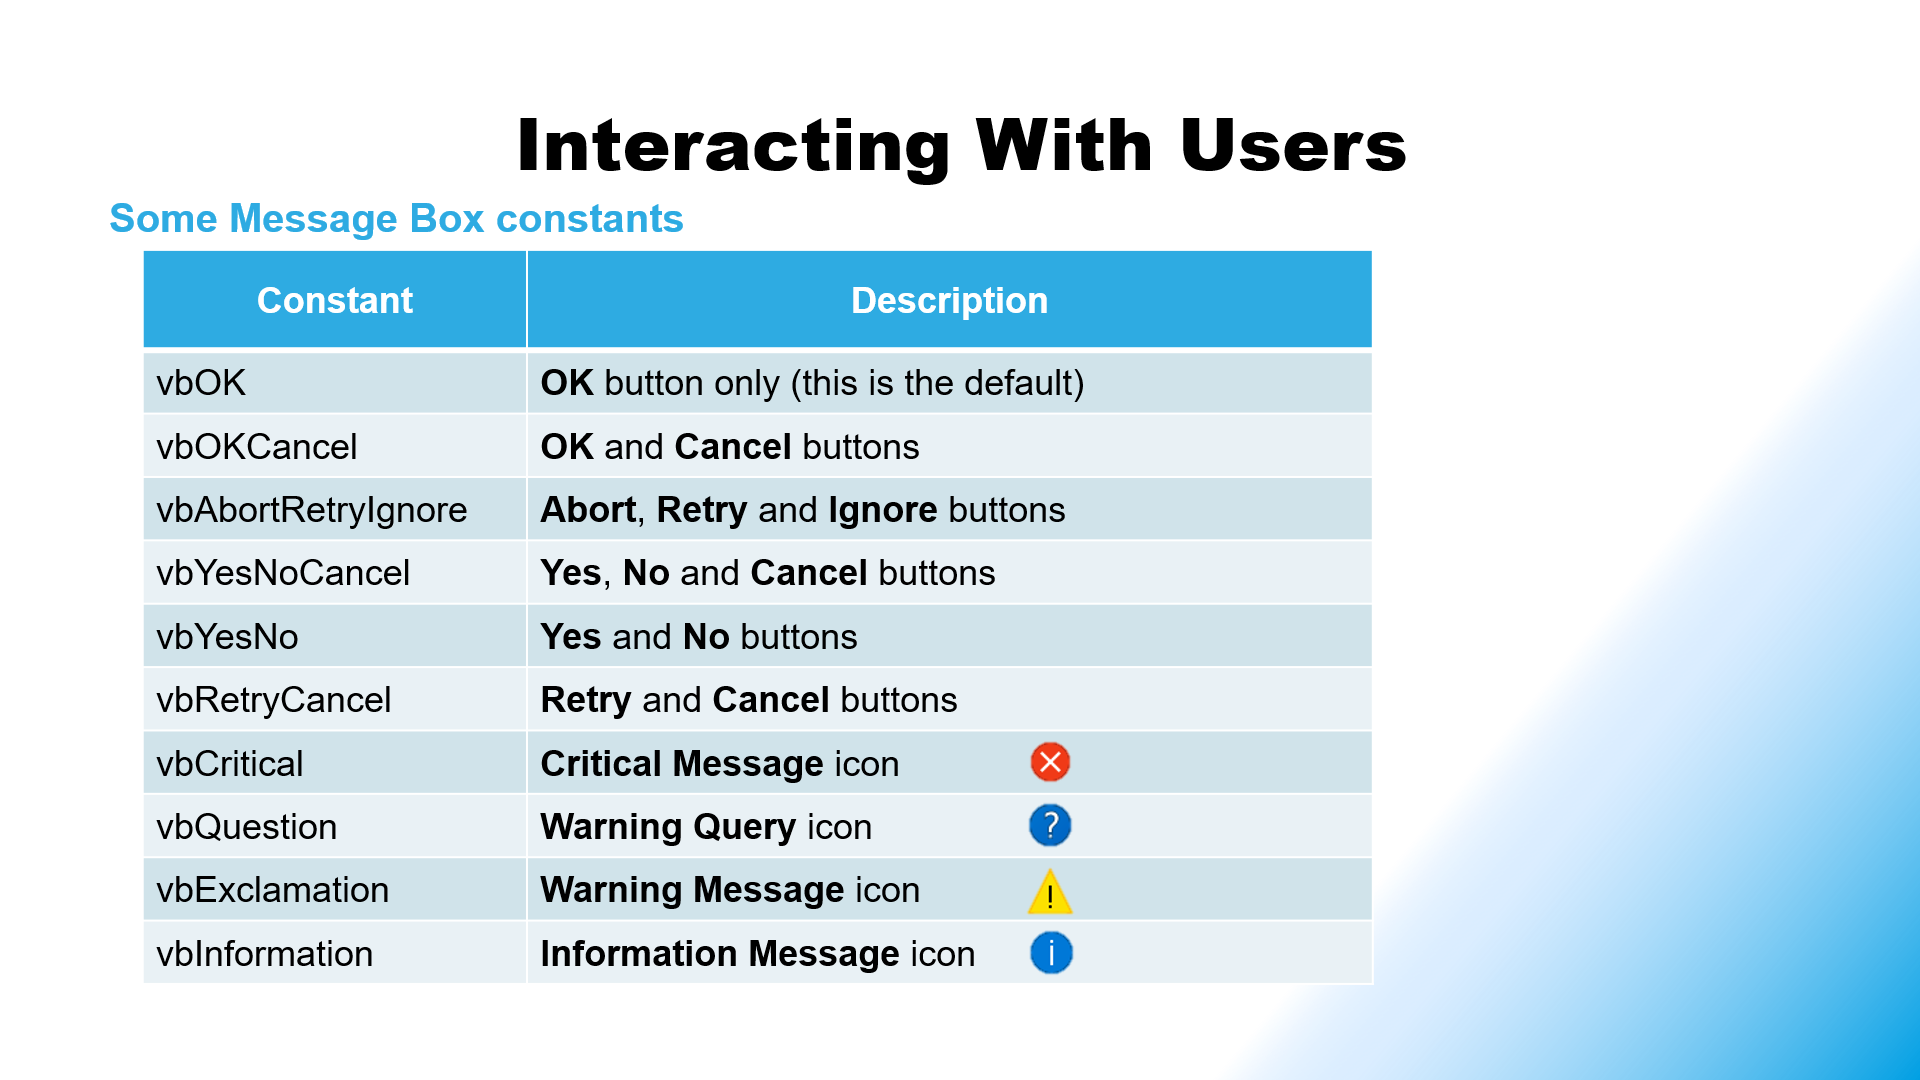 Interacting With Users
Some Message Box constants
Constant Description
vbOK OK button only (this is the default)
vbOKCancel OK and Cancel buttons
vbAbortRetryIgnore Abort, Retry and Ignore buttons
vbYesNoCancel Yes, No and Cancel buttons
vbYesNo Yes and No buttons
vbRetryCancel Retry and Cancel buttons
vbCritical Critical Message icon
vbQuestion Warning Query icon ?
vbExclamation Warning Message icon !
vbInformation Information Message icon i